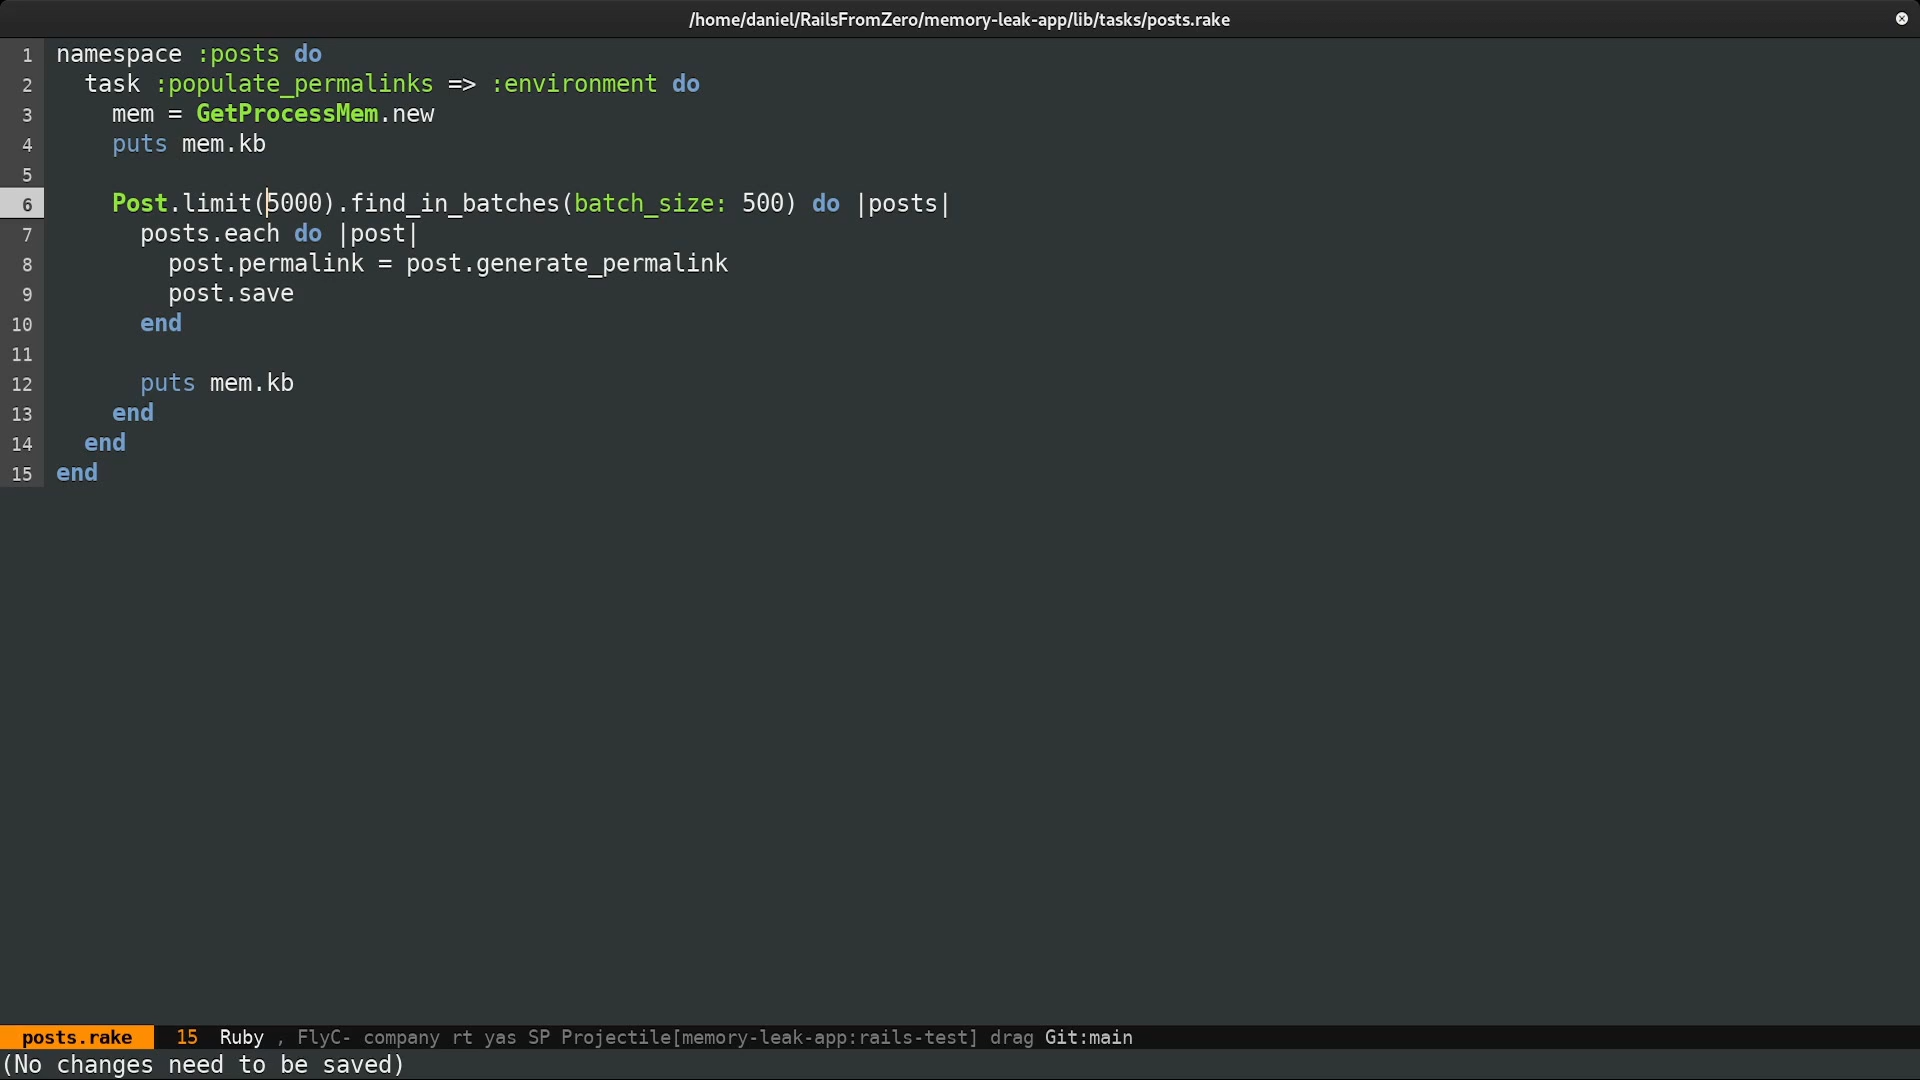 /home/daniel/RailsFromZero/memory-leak-app/lib/tasks/posts.rake
1 namespace :posts do
2   task :populate_permalinks => :environment do
3     mem = GetProcessMem.new
4     puts mem.kb
5
6     Post.limit(5000).find_in_batches(batch_size: 500) do |posts|
7       posts.each do |post|
8         post.permalink = post.generate_permalink
9         post.save
10       end
11
12       puts mem.kb
13     end
14   end
15 end
posts.rake 15 Ruby , FlyC- company rt yas SP Projectile[memory-leak-app:rails-test] drag Git:main
(No changes need to be saved)